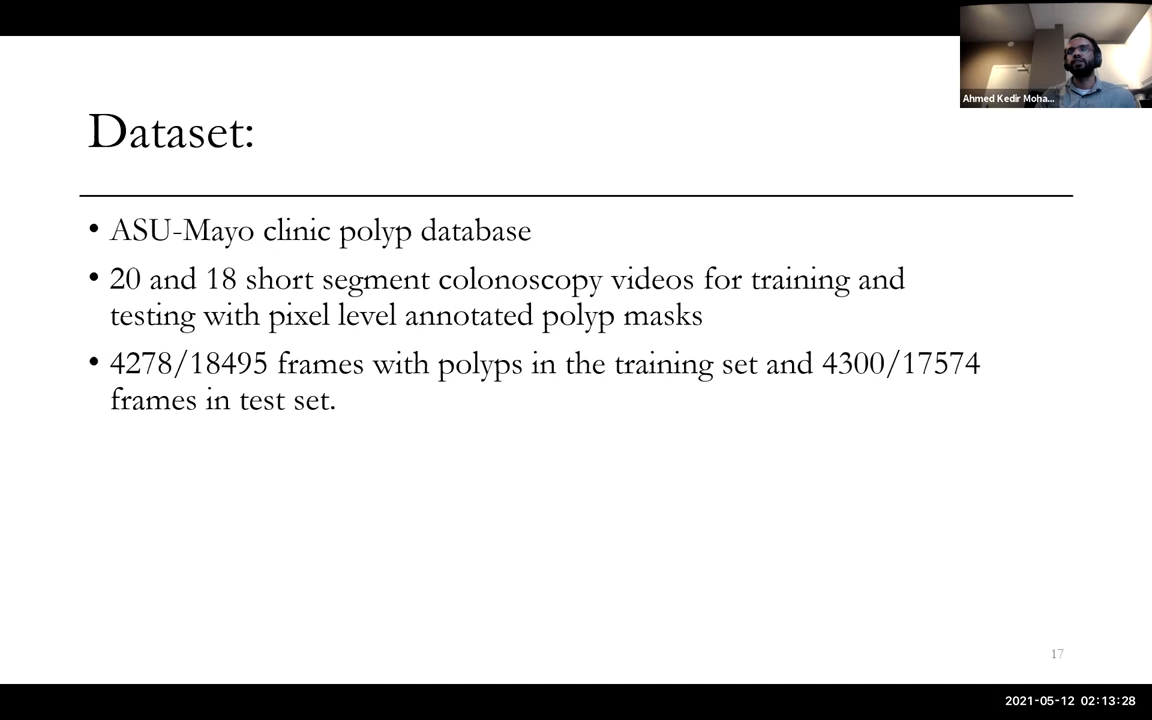 Ahmed Kedir Moha...
Dataset:
• ASU-Mayo clinic polyp database
• 20 and 18 short segment colonoscopy videos for training and
testing with pixel level annotated polyp masks
• 4278/18495 frames with polyps in the training set and 4300/17574
frames in test set.
17
2021-05-12 02:13:28